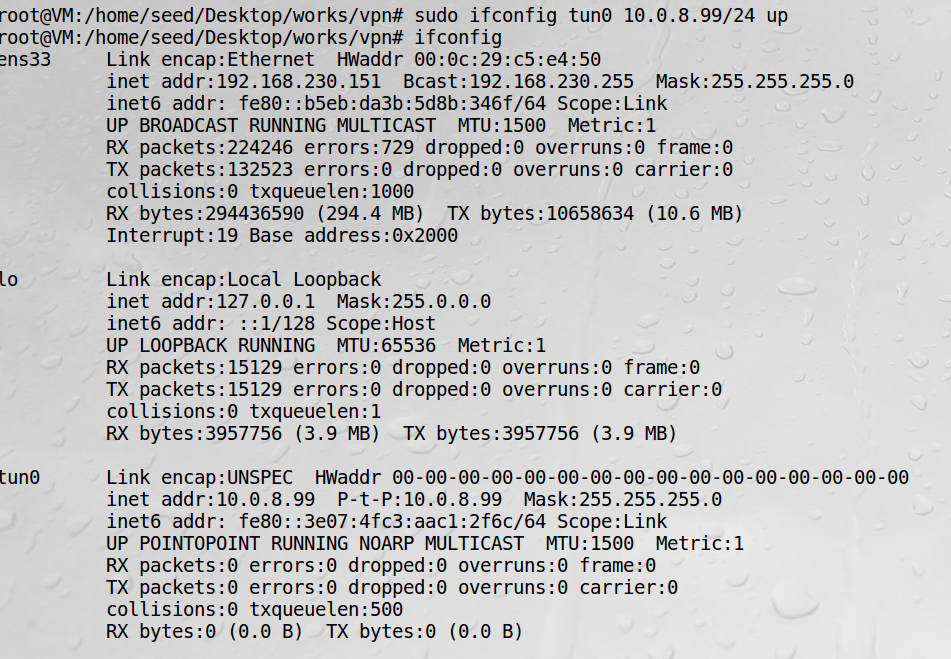 root@VM:/home/seed/Desktop/works/vpn# sudo ifconfig tun0 10.0.8.99/24 up
root@VM:/home/seed/Desktop/works/vpn# ifconfig
ens33     Link encap:Ethernet  HWaddr 00:0c:29:c5:e4:50
          inet addr:192.168.230.151  Bcast:192.168.230.255  Mask:255.255.255.0
          inet6 addr: fe80::b5eb:da3b:5d8b:346f/64 Scope:Link
          UP BROADCAST RUNNING MULTICAST  MTU:1500  Metric:1
          RX packets:224246 errors:729 dropped:0 overruns:0 frame:0
          TX packets:132523 errors:0 dropped:0 overruns:0 carrier:0
          collisions:0 txqueuelen:1000
          RX bytes:294436590 (294.4 MB)  TX bytes:10658634 (10.6 MB)
          Interrupt:19 Base address:0x2000

lo        Link encap:Local Loopback
          inet addr:127.0.0.1  Mask:255.0.0.0
          inet6 addr: ::1/128 Scope:Host
          UP LOOPBACK RUNNING  MTU:65536  Metric:1
          RX packets:15129 errors:0 dropped:0 overruns:0 frame:0
          TX packets:15129 errors:0 dropped:0 overruns:0 carrier:0
          collisions:0 txqueuelen:1
          RX bytes:3957756 (3.9 MB)  TX bytes:3957756 (3.9 MB)

tun0      Link encap:UNSPEC  HWaddr 00-00-00-00-00-00-00-00-00-00-00-00-00-00-00-00
          inet addr:10.0.8.99  P-t-P:10.0.8.99  Mask:255.255.255.0
          inet6 addr: fe80::3e07:4fc3:aac1:2f6c/64 Scope:Link
          UP POINTOPOINT RUNNING NOARP MULTICAST  MTU:1500  Metric:1
          RX packets:0 errors:0 dropped:0 overruns:0 frame:0
          TX packets:0 errors:0 dropped:0 overruns:0 carrier:0
          collisions:0 txqueuelen:500
          RX bytes:0 (0.0 B)  TX bytes:0 (0.0 B)